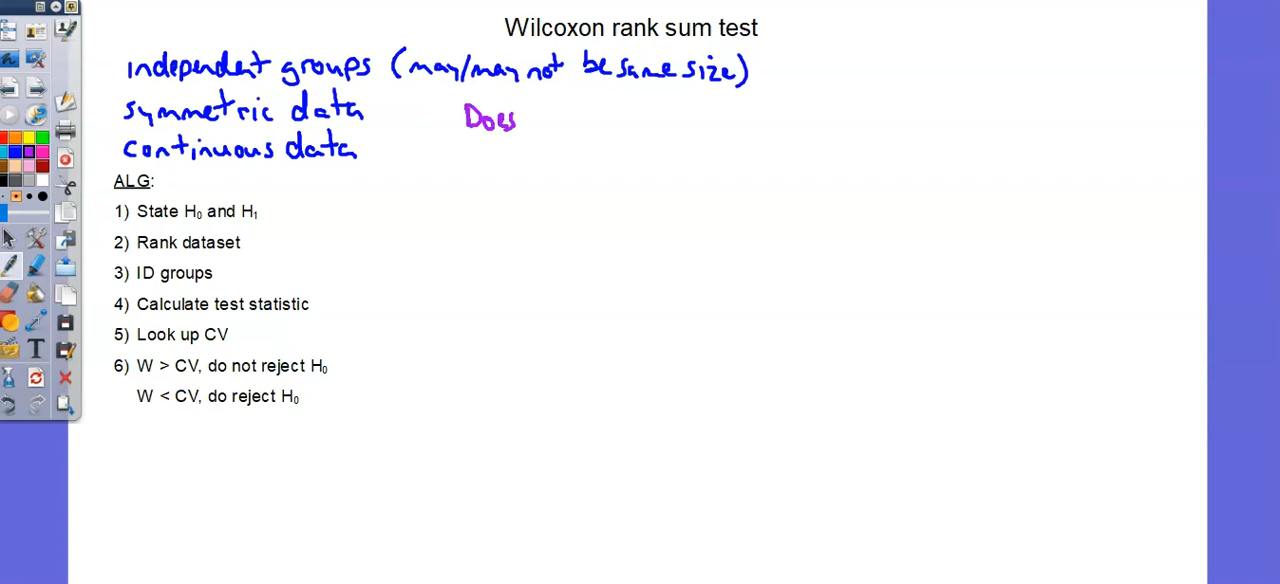 Wilcoxon rank sum test
independent groups (may/may not be same size)
symmetric data
Does
continuous data
ALG:
1) State H₀ and H₁
2) Rank dataset
3) ID groups
4) Calculate test statistic
5) Look up CV
6) W > CV, do not reject H₀
W < CV, do reject H₀
T